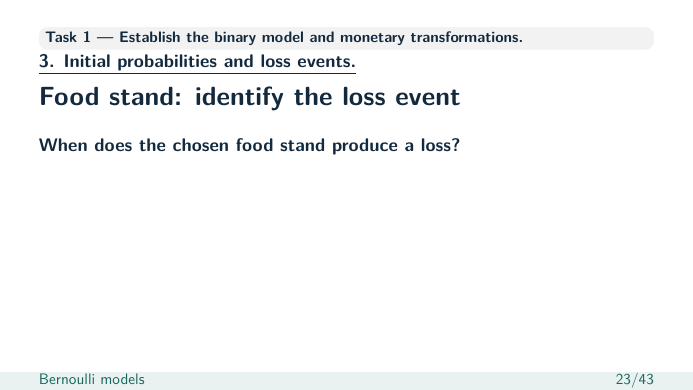 Task 1 — Establish the binary model and monetary transformations.
3. Initial probabilities and loss events.
Food stand: identify the loss event
When does the chosen food stand produce a loss?
Bernoulli models
23/43